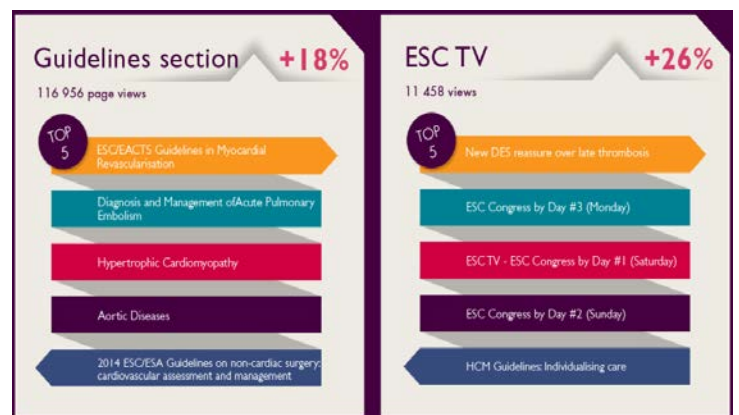 Guidelines section +18%
116 956 page views
TOP
5
ESC/EACTS Guidelines in Myocardial
Revascularisation
Diagnosis and Management ofAcute Pulmonary
Embolism
Hypertrophic Cardiomyopathy
Aortic Diseases
2014 ESC/ESA Guidelines on non-cardiac surgery:
cardiovascular assessment and management
ESC TV +26%
11 458 views
TOP
5
New DES reassure over late thrombosis
ESC Congress by Day #3 (Monday)
ESC TV - ESC Congress by Day #1 (Saturday)
ESC Congress by Day #2 (Sunday)
HCM Guidelines: Individualising care